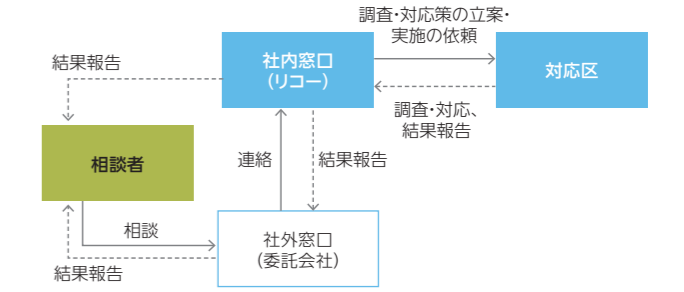 調査・対応策の立案・
実施の依頼
結果報告
社内窓口
（リコー）
対応区
調査・対応、
結果報告
相談者
連絡
結果報告
相談
社外窓口
（委託会社）
結果報告